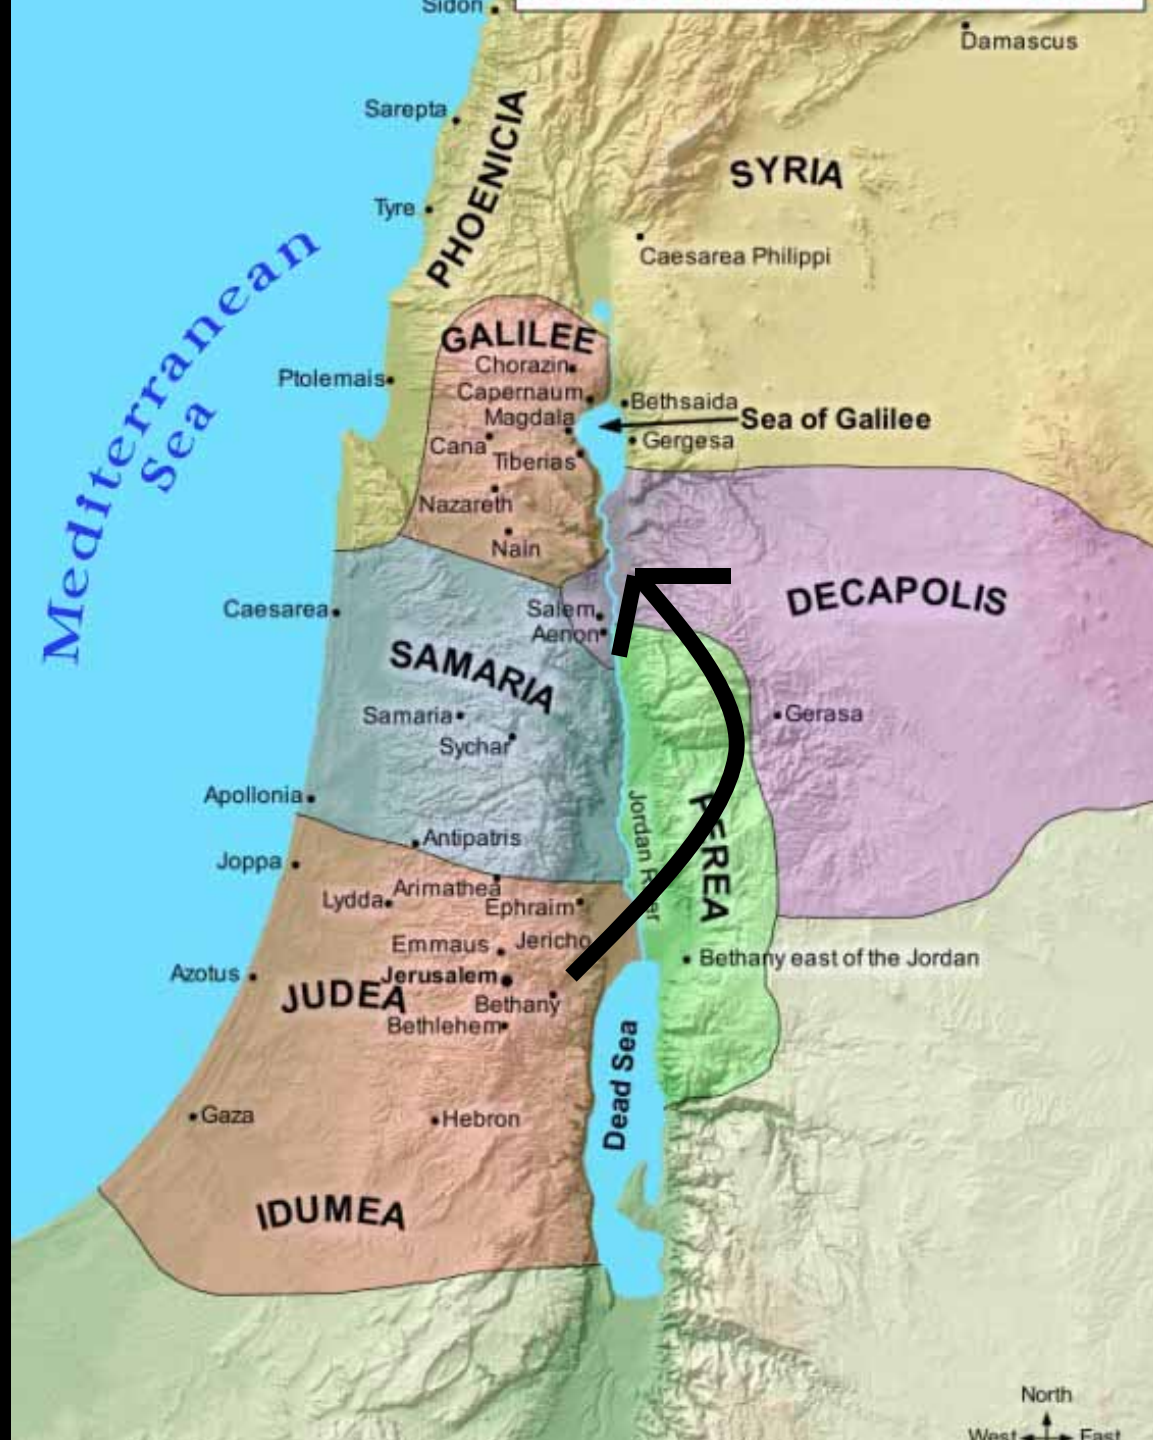 Sidon
Damascus
Sarepta
PHOENICIA
SYRIA
Tyre
Caesarea Philippi
Mediterranean
Sea
GALILEE
Chorazin
Ptolemais
Capernaum
Bethsaida
Magdala
Sea of Galilee
Cana
Gergesa
Tiberias
Nazareth
Nain
DECAPOLIS
Caesarea
Salem
Aenon
SAMARIA
Samaria
Gerasa
Sychar
Apollonia
Jordan River
PEREA
Antipatris
Joppa
Arimathea
Lydda
Ephraim
Emmaus
Jericho
Bethany east of the Jordan
Azotus
Jerusalem
JUDEA
Bethany
Bethlehem
Dead Sea
Gaza
Hebron
IDUMEA
North
West
East